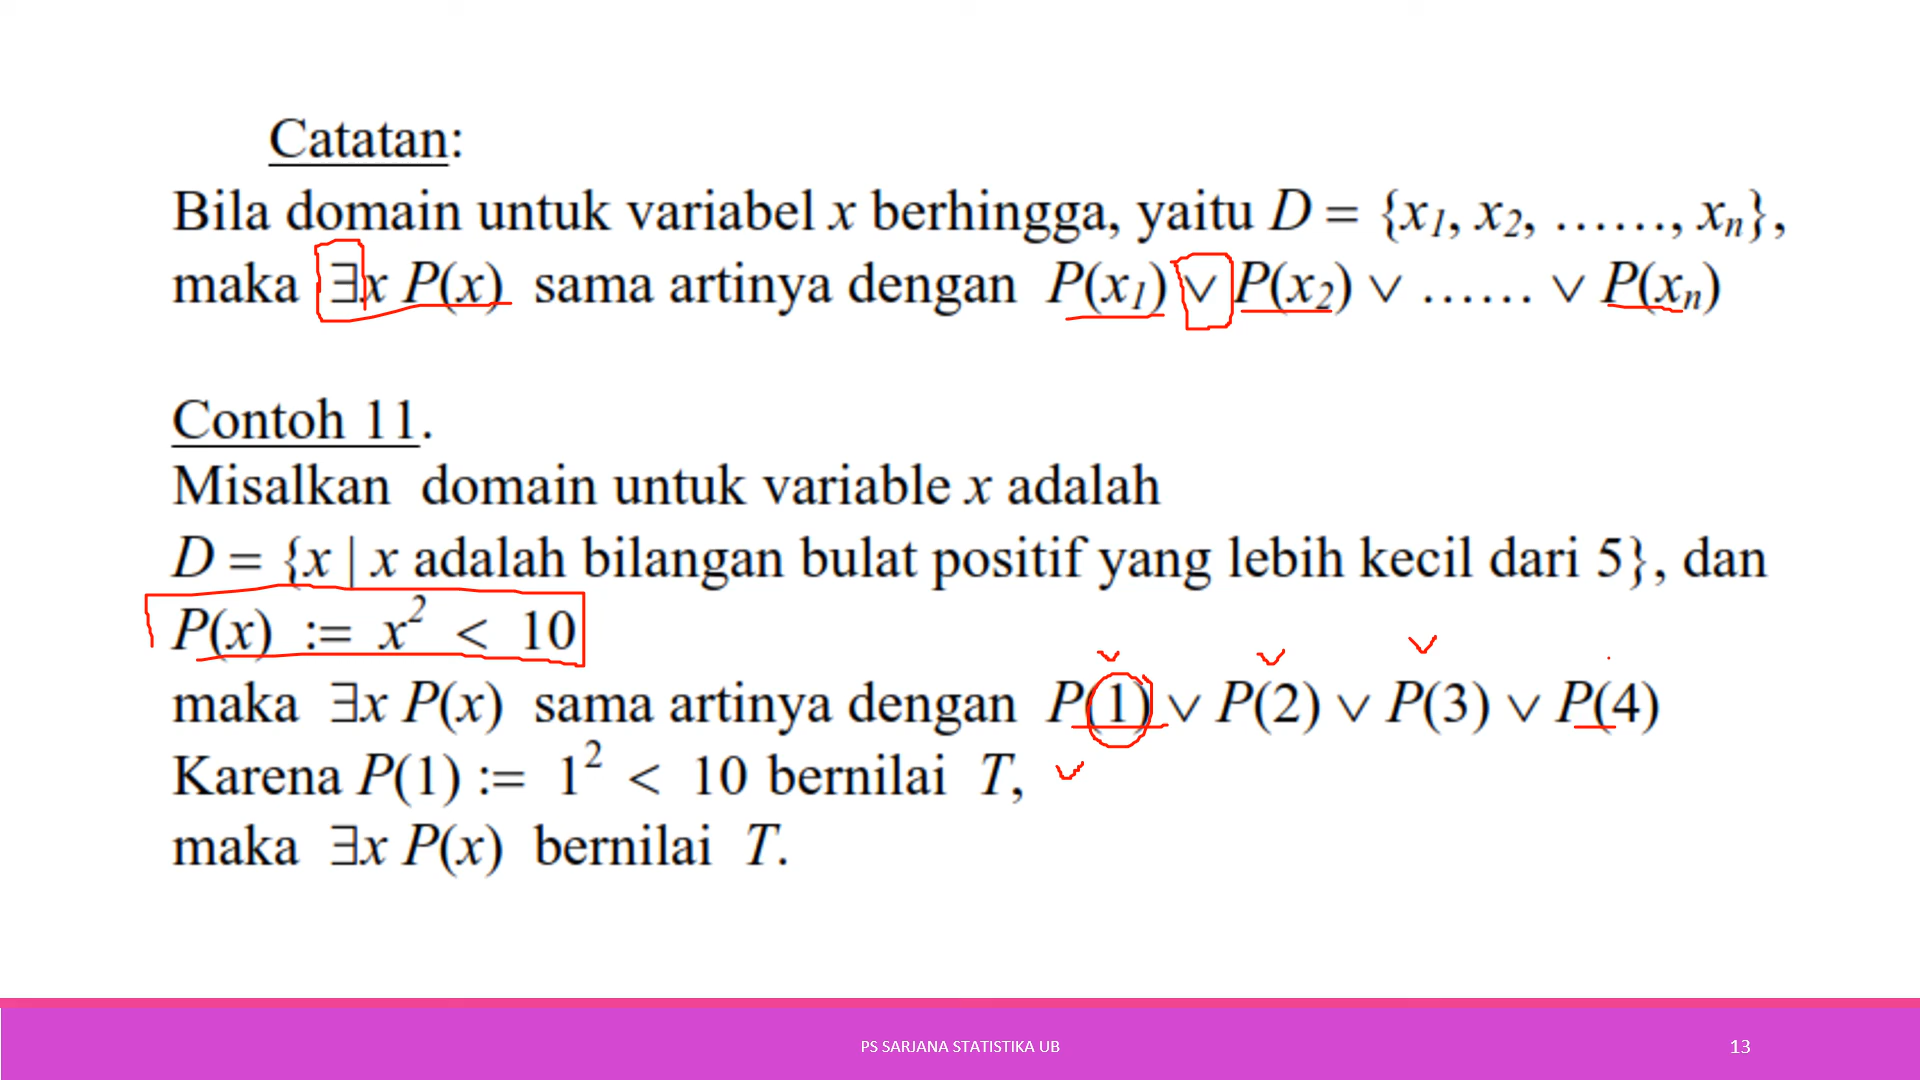 Catatan:
Bila domain untuk variabel x berhingga, yaitu D = {x₁, x₂, ……, xₙ},
maka ∃x P(x) sama artinya dengan P(x₁) ∨ P(x₂) ∨ …… ∨ P(xₙ)
Contoh 11.
Misalkan domain untuk variable x adalah
D = {x | x adalah bilangan bulat positif yang lebih kecil dari 5}, dan
P(x) := x² < 10
maka ∃x P(x) sama artinya dengan P(1) ∨ P(2) ∨ P(3) ∨ P(4)
Karena P(1) := 1² < 10 bernilai T,
maka ∃x P(x) bernilai T.
PS SARJANA STATISTIKA UB
13